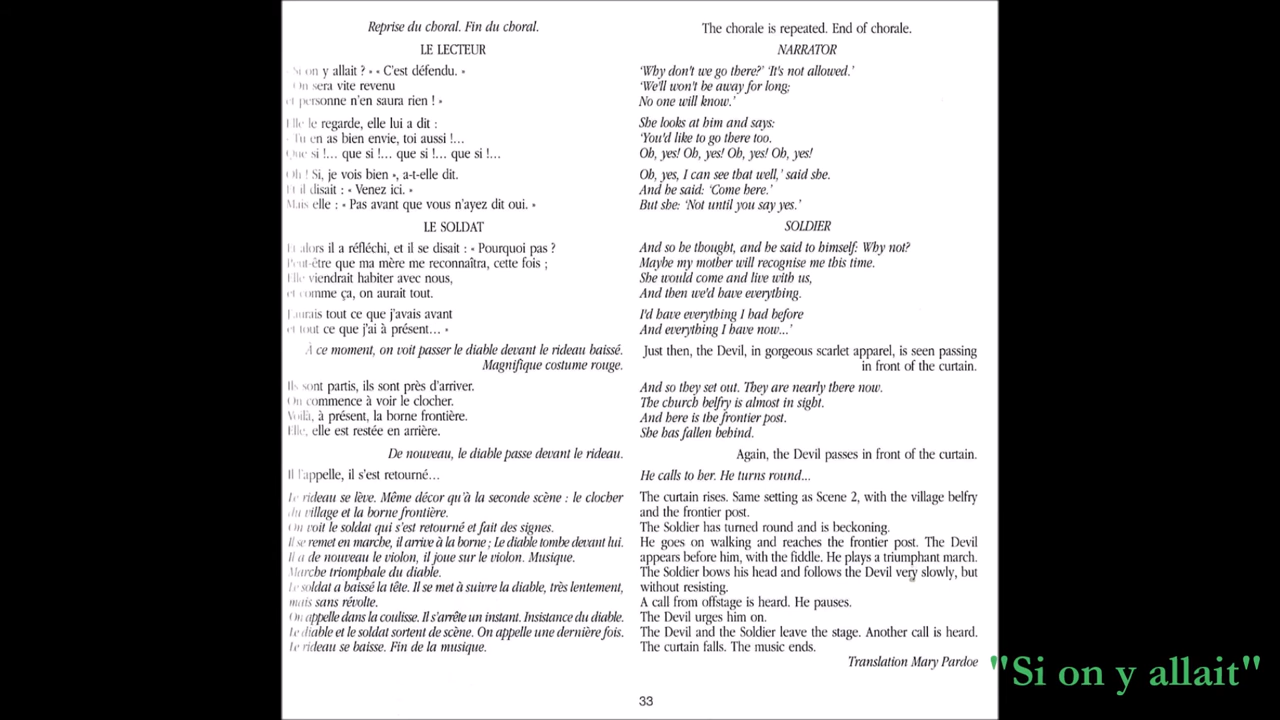 Reprise du choral. Fin du choral.
LE LECTEUR
« Si on y allait ? » « C'est défendu. »
« On sera vite revenu
et personne n'en saura rien ! »
Elle le regarde, elle lui a dit :
« Tu en as bien envie, toi aussi !…
Que si !… que si !… que si !… que si !…
Oh ! Si, je vois bien », a-t-elle dit.
Et il disait : « Venez ici. »
Mais elle : « Pas avant que vous n'ayez dit oui. »
LE SOLDAT
Et alors il a réfléchi, et il se disait : « Pourquoi pas ?
Peut-être que ma mère me reconnaîtra, cette fois ;
Elle viendrait habiter avec nous,
et comme ça, on aurait tout.
J'aurais tout ce que j'avais avant
et tout ce que j'ai à présent… »
À ce moment, on voit passer le diable devant le rideau baissé.
Magnifique costume rouge.
Ils sont partis, ils sont près d'arriver.
On commence à voir le clocher.
Voilà, à présent, la borne frontière.
Elle, elle est restée en arrière.
De nouveau, le diable passe devant le rideau.
Il l'appelle, il s'est retourné…
Le rideau se lève. Même décor qu'à la seconde scène : le clocher
du village et la borne frontière.
On voit le soldat qui s'est retourné et fait des signes.
Il se remet en marche, il arrive à la borne ; Le diable tombe devant lui.
Il a de nouveau le violon, il joue sur le violon. Musique.
Marche triomphale du diable.
Le soldat a baissé la tête. Il se met à suivre la diable, très lentement,
mais sans révolte.
On appelle dans la coulisse. Il s'arrête un instant. Insistance du diable.
Le diable et le soldat sortent de scène. On appelle une dernière fois.
Le rideau se baisse. Fin de la musique.
The chorale is repeated. End of chorale.
NARRATOR
'Why don't we go there?' 'It's not allowed.'
'We'll won't be away for long;
No one will know.'
She looks at him and says:
'You'd like to go there too.
Oh, yes! Oh, yes! Oh, yes! Oh, yes!
Oh, yes, I can see that well,' said she.
And he said: 'Come here.'
But she: 'Not until you say yes.'
SOLDIER
And so he thought, and he said to himself: Why not?
Maybe my mother will recognise me this time.
She would come and live with us,
And then we'd have everything.
I'd have everything I had before
And everything I have now...'
Just then, the Devil, in gorgeous scarlet apparel, is seen passing
in front of the curtain.
And so they set out. They are nearly there now.
The church belfry is almost in sight.
And here is the frontier post.
She has fallen behind.
Again, the Devil passes in front of the curtain.
He calls to her. He turns round...
The curtain rises. Same setting as Scene 2, with the village belfry
and the frontier post.
The Soldier has turned round and is beckoning.
He goes on walking and reaches the frontier post. The Devil
appears before him, with the fiddle. He plays a triumphant march.
The Soldier bows his head and follows the Devil very slowly, but
without resisting.
A call from offstage is heard. He pauses.
The Devil urges him on.
The Devil and the Soldier leave the stage. Another call is heard.
The curtain falls. The music ends.
Translation Mary Pardoe
33
"Si on y allait"